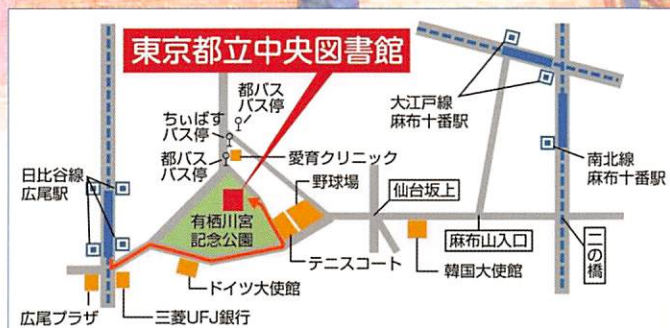 東京都立中央図書館
都バス
バス停
ちぃばす
バス停
都バス
バス停
愛育クリニック
大江戸線
麻布十番駅
日比谷線
広尾駅
野球場
仙台坂上
南北線
麻布十番駅
有栖川宮
記念公園
テニスコート
麻布山入口
二の橋
韓国大使館
ドイツ大使館
広尾プラザ
三菱UFJ銀行